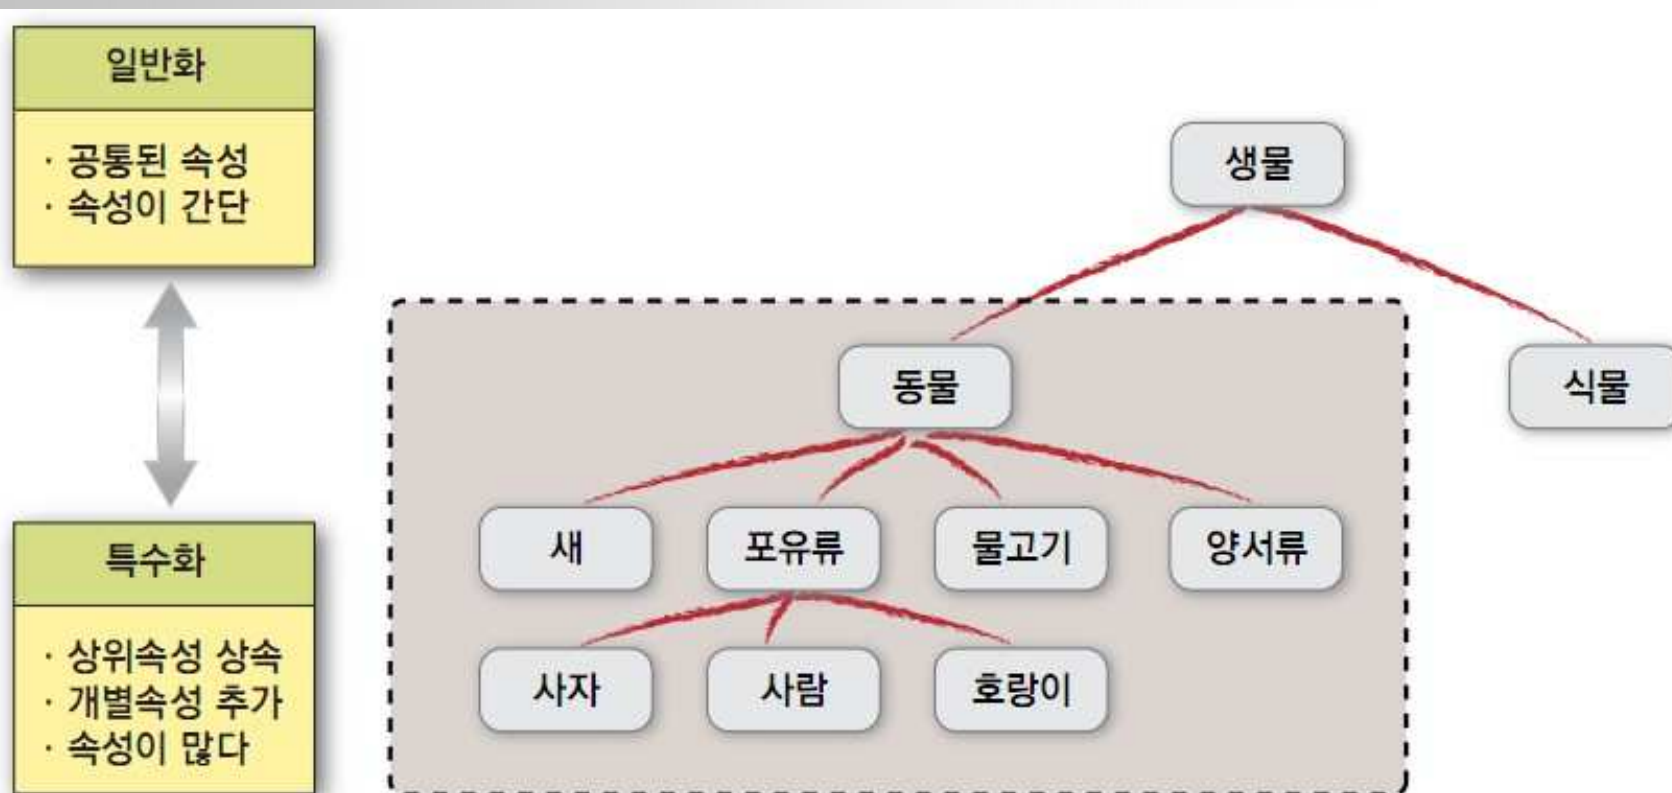 일반화
· 공통된 속성
· 속성이 간단
특수화
· 상위속성 상속
· 개별속성 추가
· 속성이 많다
생물
동물
식물
새
포유류
물고기
양서류
사자
사람
호랑이